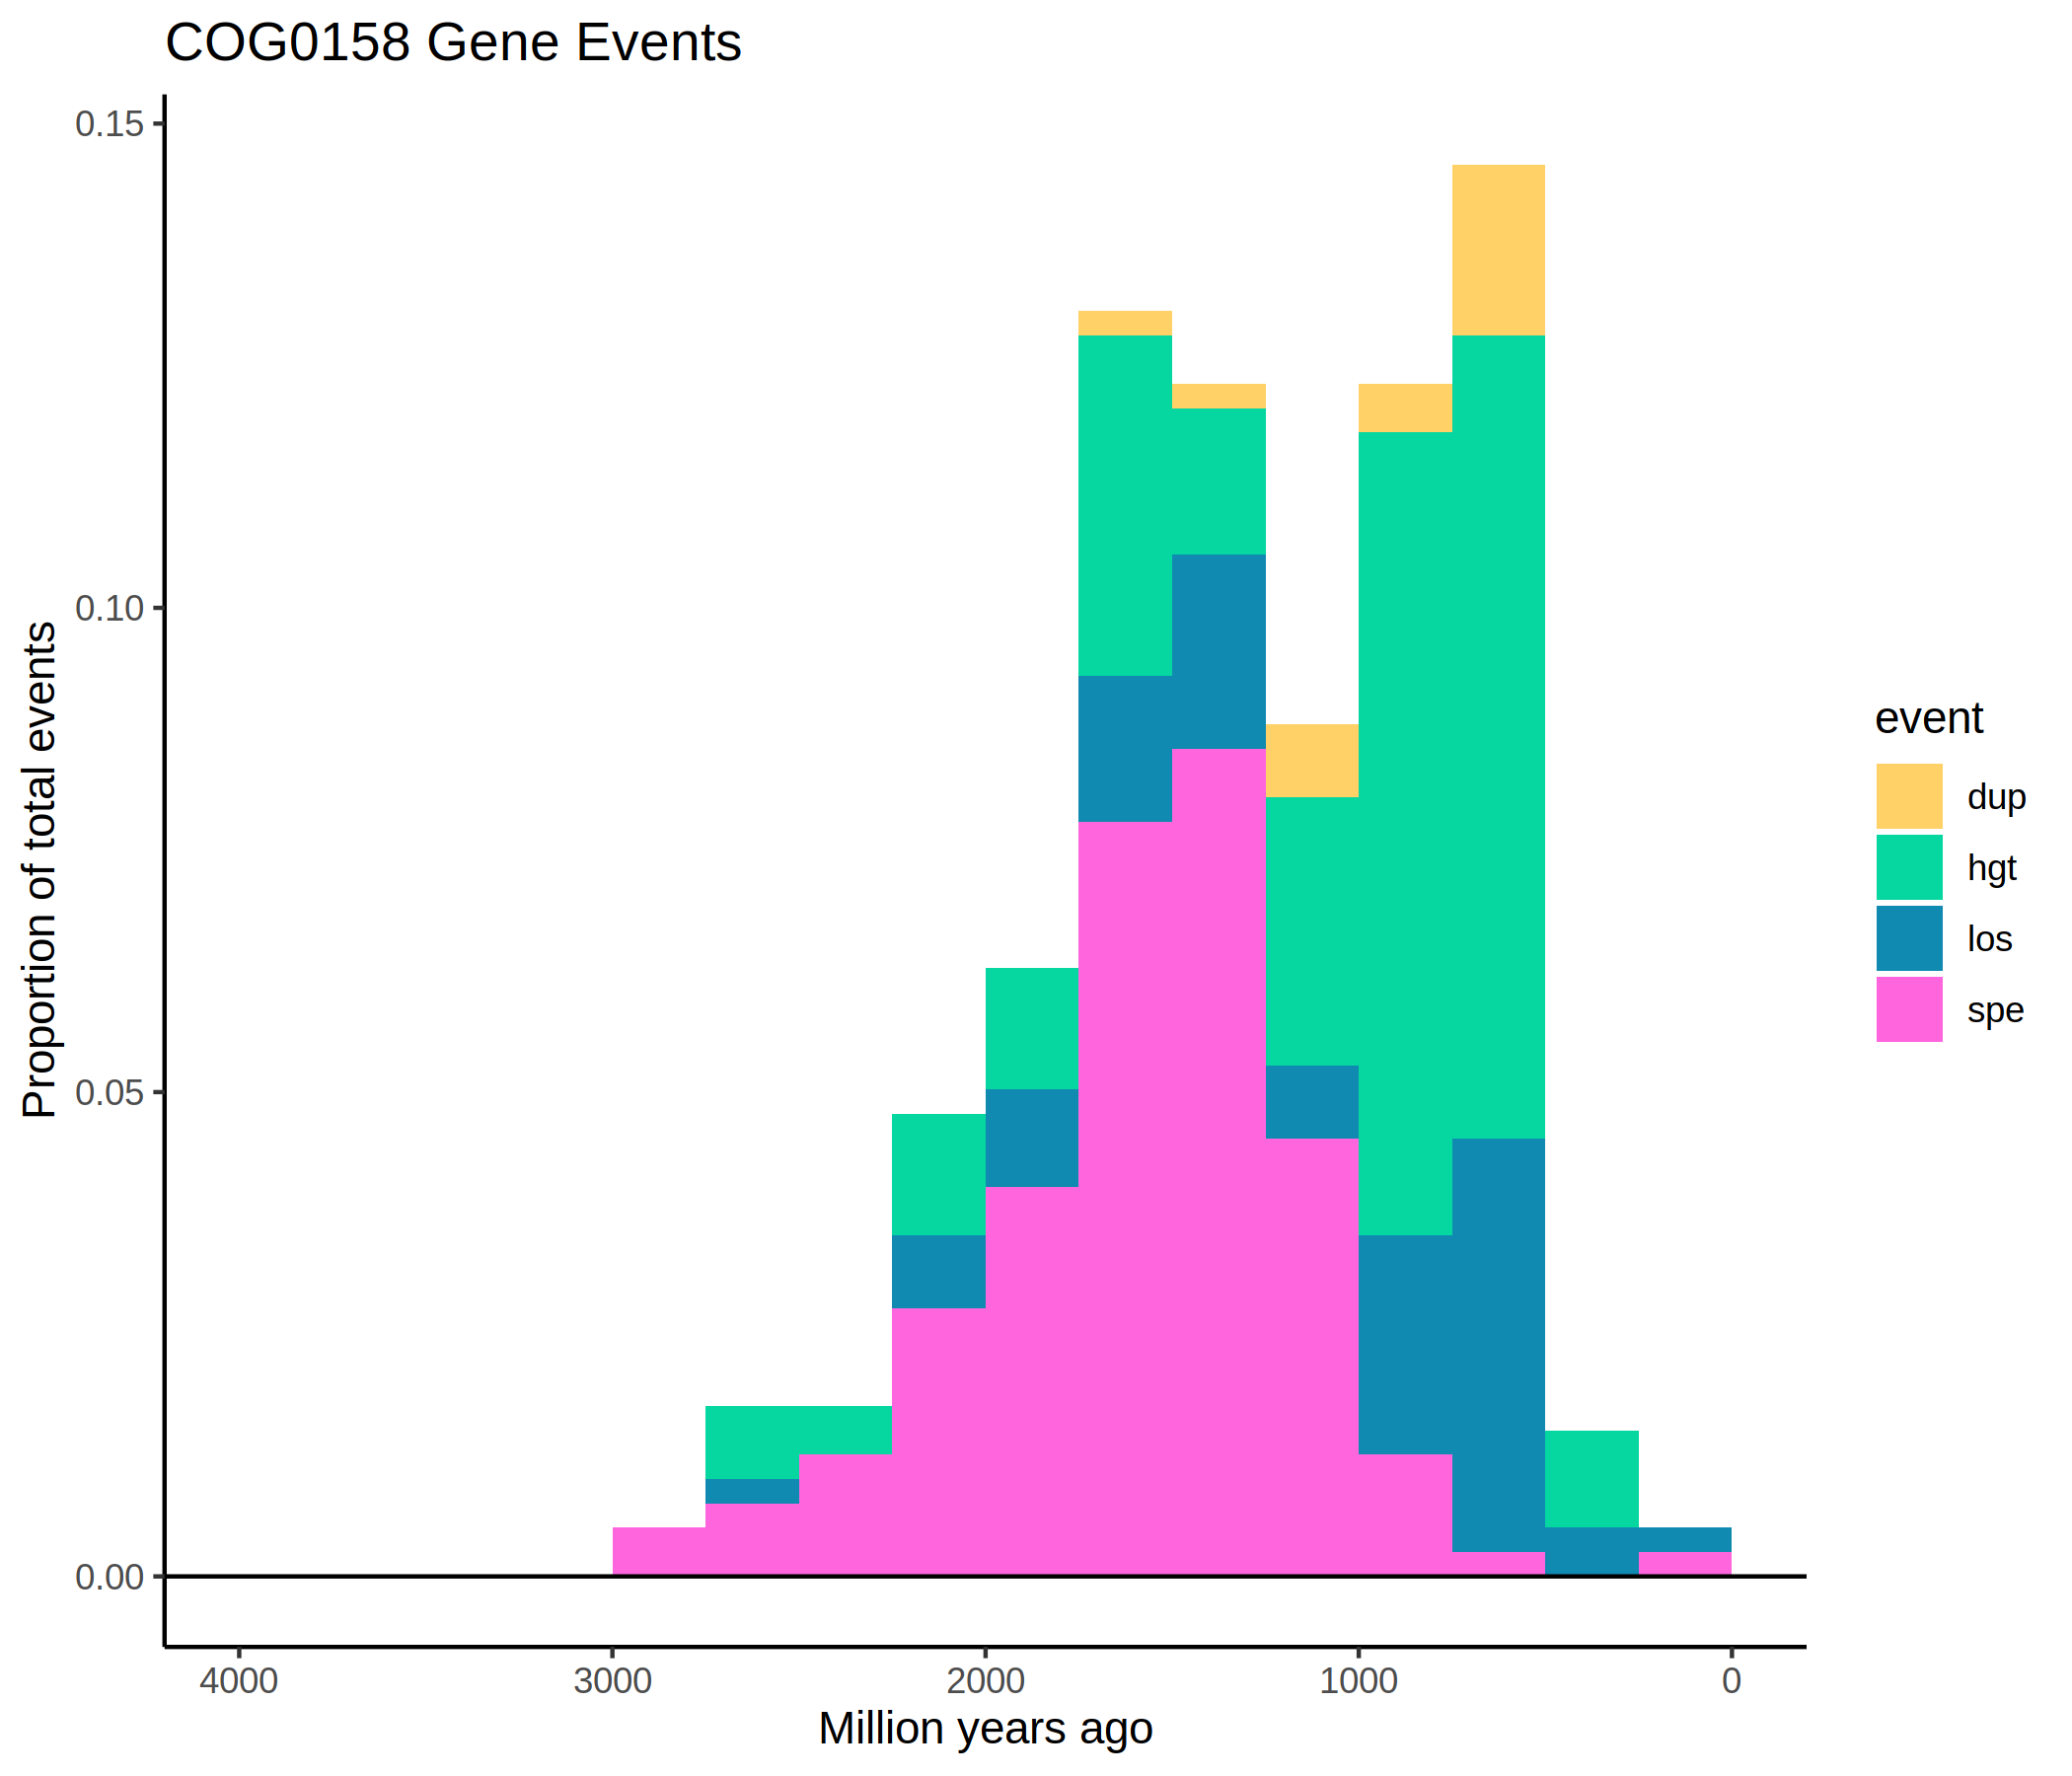 COG0158 Gene Events
0.15
0.10
0.05
0.00
Proportion of total events
4000 3000 2000 1000 0
Million years ago
event
dup
hgt
los
spe